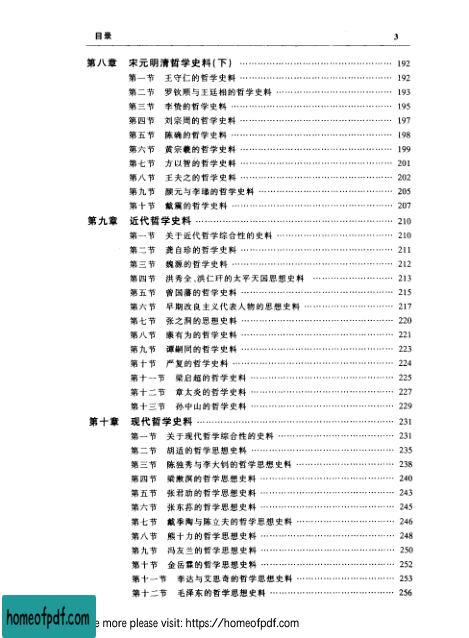 目录 3
第八章 宋元明清哲学史料(下) 192
第一节 王守仁的哲学史料 192
第二节 罗钦顺与王廷相的哲学史料 193
第三节 李贽的哲学史料 195
第四节 刘宗周的哲学史料 197
第五节 陈确的哲学史料 198
第六节 黄宗羲的哲学史料 199
第七节 方以智的哲学史料 201
第八节 王夫之的哲学史料 202
第九节 颜元与李塨的哲学史料 205
第十节 戴震的哲学史料 207
第九章 近代哲学史料 210
第一节 关于近代哲学综合性的史料 210
第二节 龚自珍的哲学史料 211
第三节 魏源的哲学史料 212
第四节 洪秀全、洪仁玕的太平天国思想史料 213
第五节 曾国藩的哲学史料 215
第六节 早期改良主义代表人物的思想史料 217
第七节 张之洞的思想史料 220
第八节 康有为的哲学史料 221
第九节 谭嗣同的哲学史料 223
第十节 严复的哲学史料 224
第十一节 梁启超的哲学史料 225
第十二节 章太炎的哲学史料 227
第十三节 孙中山的哲学史料 229
第十章 现代哲学史料 231
第一节 关于现代哲学综合性的史料 231
第二节 胡适的哲学思想史料 235
第三节 陈独秀与李大钊的哲学思想史料 238
第四节 梁漱溟的哲学思想史料 240
第五节 张君劢的哲学思想史料 243
第六节 张东荪的哲学思想史料 245
第七节 戴季陶与陈立夫的哲学思想史料 246
第八节 熊十力的哲学思想史料 248
第九节 冯友兰的哲学思想史料 250
第十节 金岳霖的哲学思想史料 252
第十一节 李达与艾思奇的哲学思想史料 253
第十二节 毛泽东的哲学思想史料 256
homeofpdf.com
e more please visit: https://homeofpdf.com